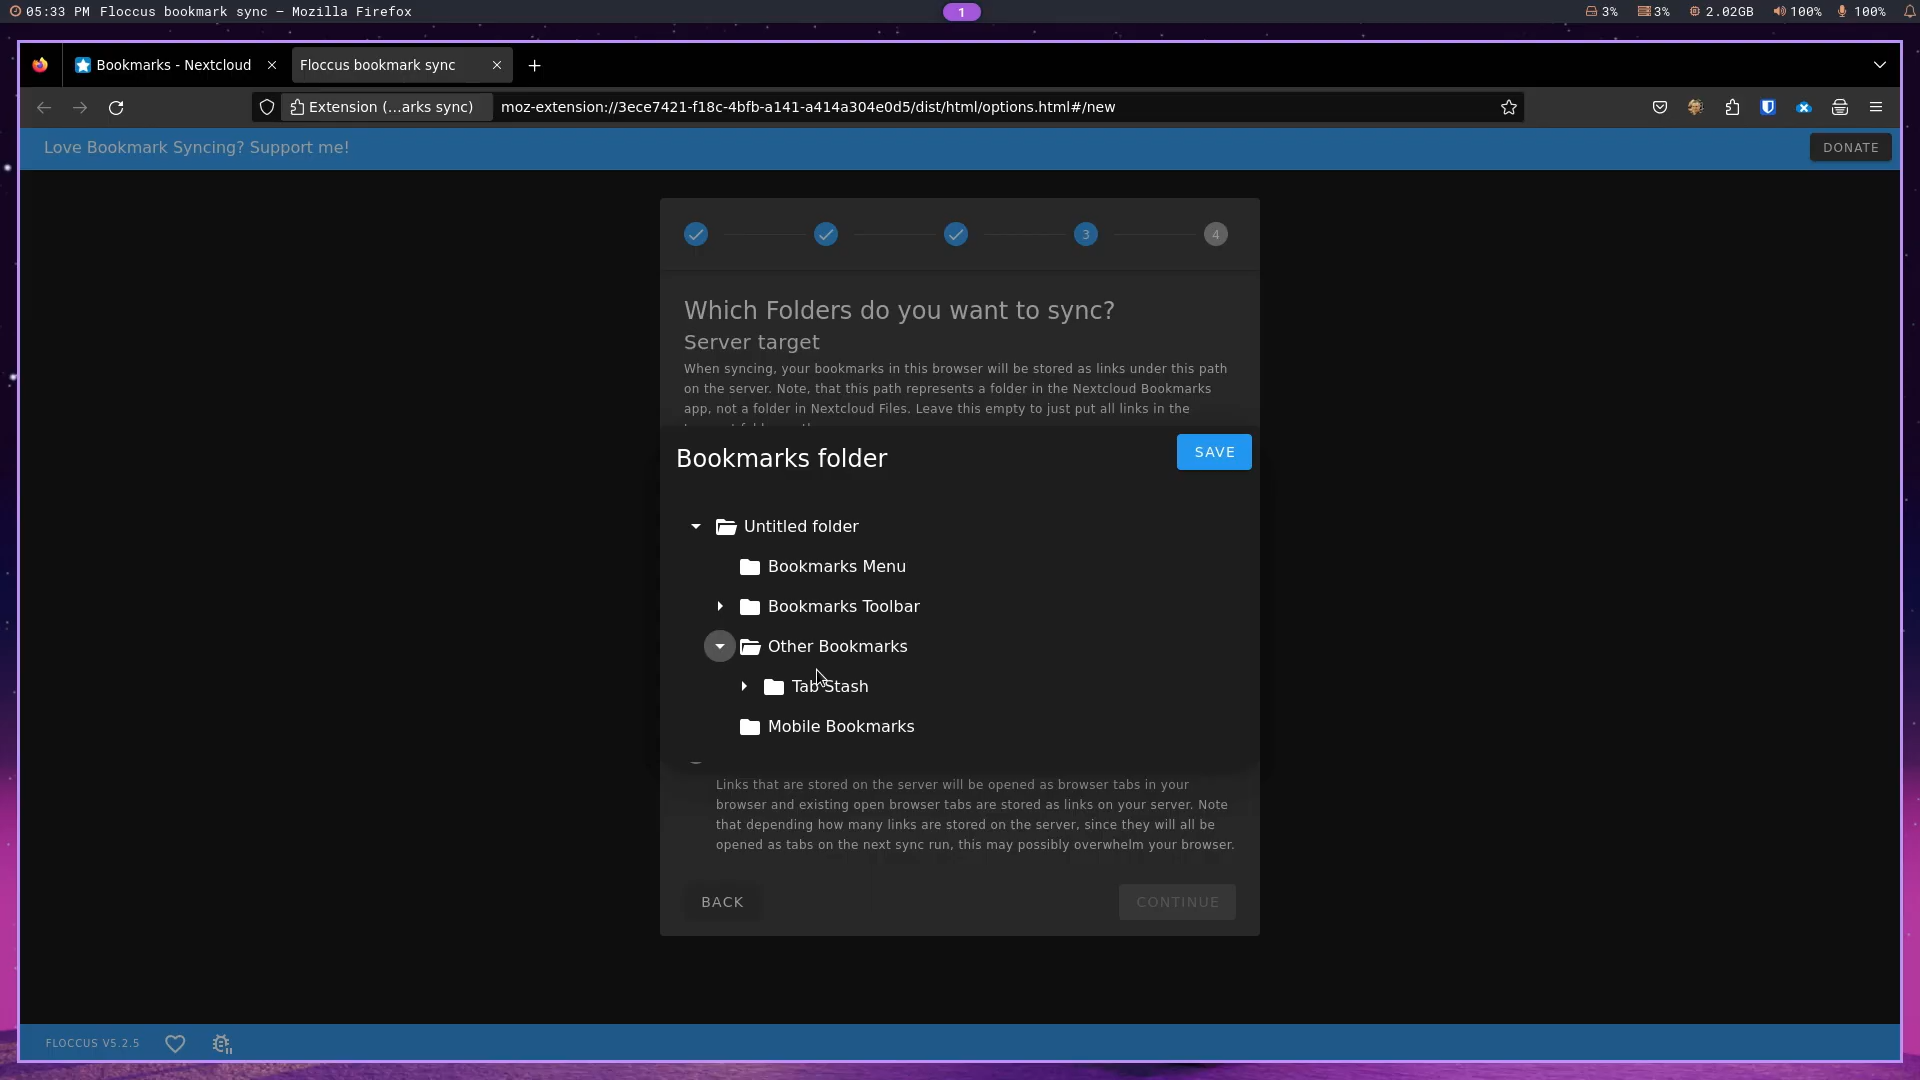 05:33 PM Floccus bookmark sync — Mozilla Firefox
1
3%
3%
2.02GB
100%
100%
Bookmarks - Nextcloud
Floccus bookmark sync
Extension (...arks sync)
moz-extension://3ece7421-f18c-4bfb-a141-a414a304e0d5/dist/html/options.html#/new
Love Bookmark Syncing? Support me!
DONATE
3
4
Which Folders do you want to sync?
Server target
When syncing, your bookmarks in this browser will be stored as links under this path
on the server. Note, that this path represents a folder in the Nextcloud Bookmarks
app, not a folder in Nextcloud Files. Leave this empty to just put all links in the
Bookmarks folder
SAVE
Untitled folder
Bookmarks Menu
Bookmarks Toolbar
Other Bookmarks
Tab Stash
Mobile Bookmarks
Links that are stored on the server will be opened as browser tabs in your
browser and existing open browser tabs are stored as links on your server. Note
that depending how many links are stored on the server, since they will all be
opened as tabs on the next sync run, this may possibly overwhelm your browser.
BACK
CONTINUE
FLOCCUS V5.2.5